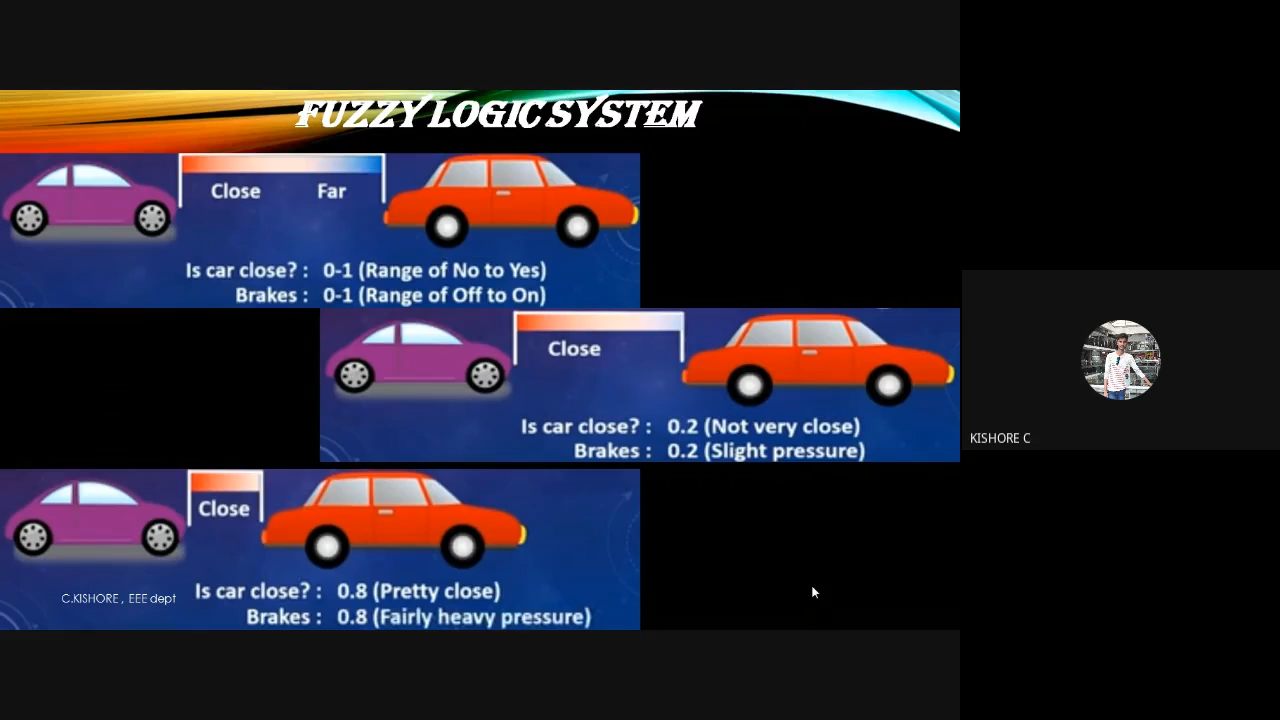 FUZZY LOGIC SYSTEM
Close Far
Is car close? : 0-1 (Range of No to Yes)
Brakes : 0-1 (Range of Off to On)
Close
Is car close? : 0.2 (Not very close)
Brakes : 0.2 (Slight pressure)
Close
Is car close? : 0.8 (Pretty close)
Brakes : 0.8 (Fairly heavy pressure)
C.KISHORE , EEE dept
KISHORE C